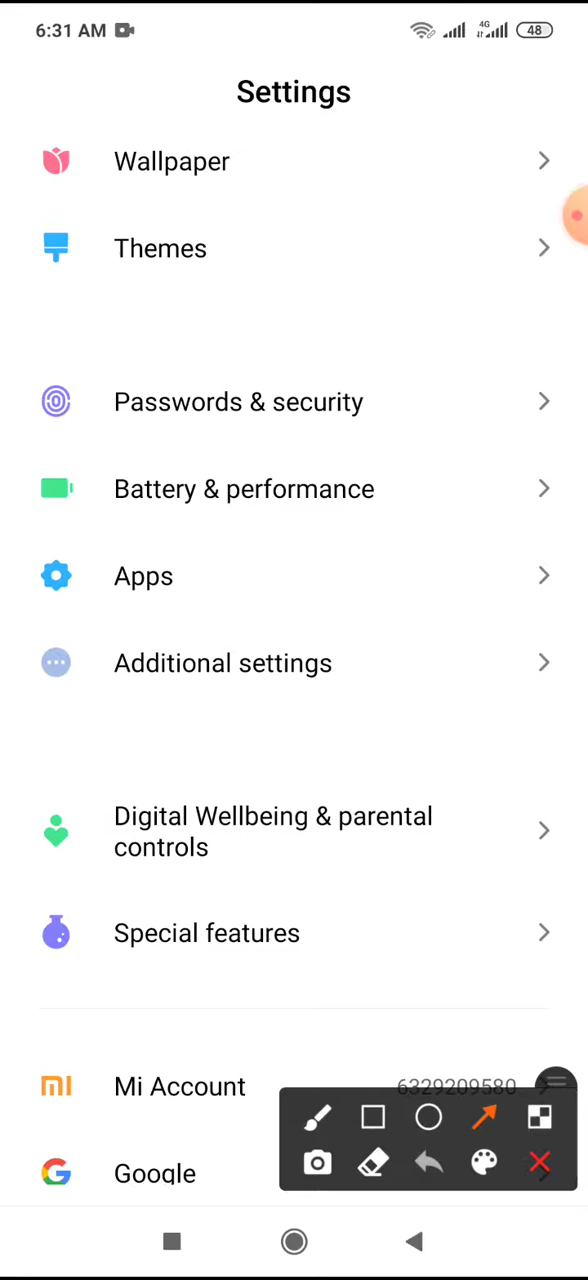 6:31 AM
4G
48
Settings
Wallpaper
Themes
Passwords & security
Battery & performance
Apps
Additional settings
Digital Wellbeing & parental
controls
Special features
Mi Account
6329209580
Google